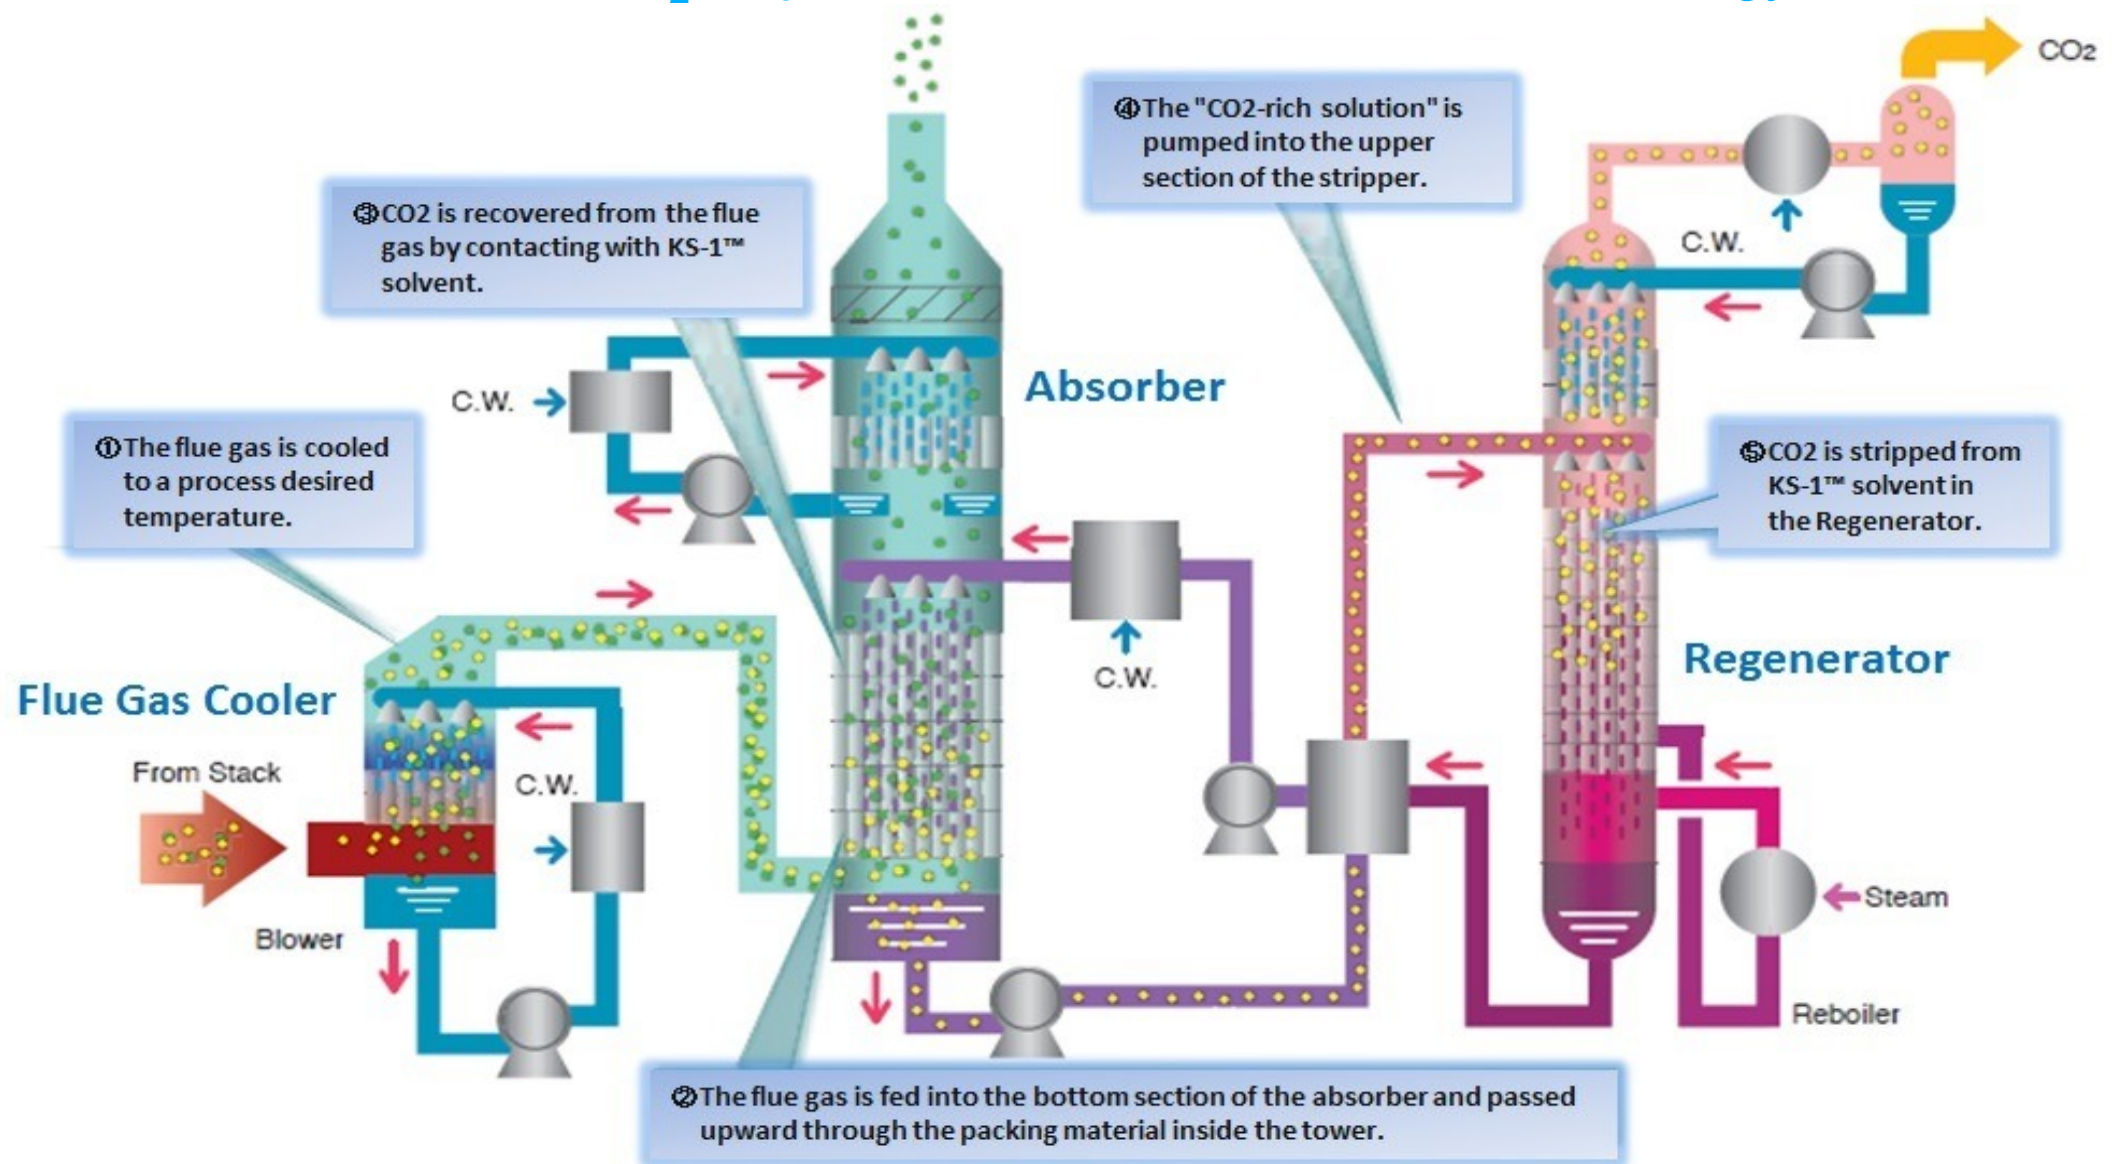 CO2
④The "CO2-rich solution" is
pumped into the upper
section of the stripper.
③CO2 is recovered from the flue
gas by contacting with KS-1™
solvent.
C.W.
Absorber
C.W.
①The flue gas is cooled
to a process desired
temperature.
⑤CO2 is stripped from
KS-1™ solvent in
the Regenerator.
C.W.
Regenerator
Flue Gas Cooler
From Stack
C.W.
Steam
Blower
Reboiler
②The flue gas is fed into the bottom section of the absorber and passed
upward through the packing material inside the tower.